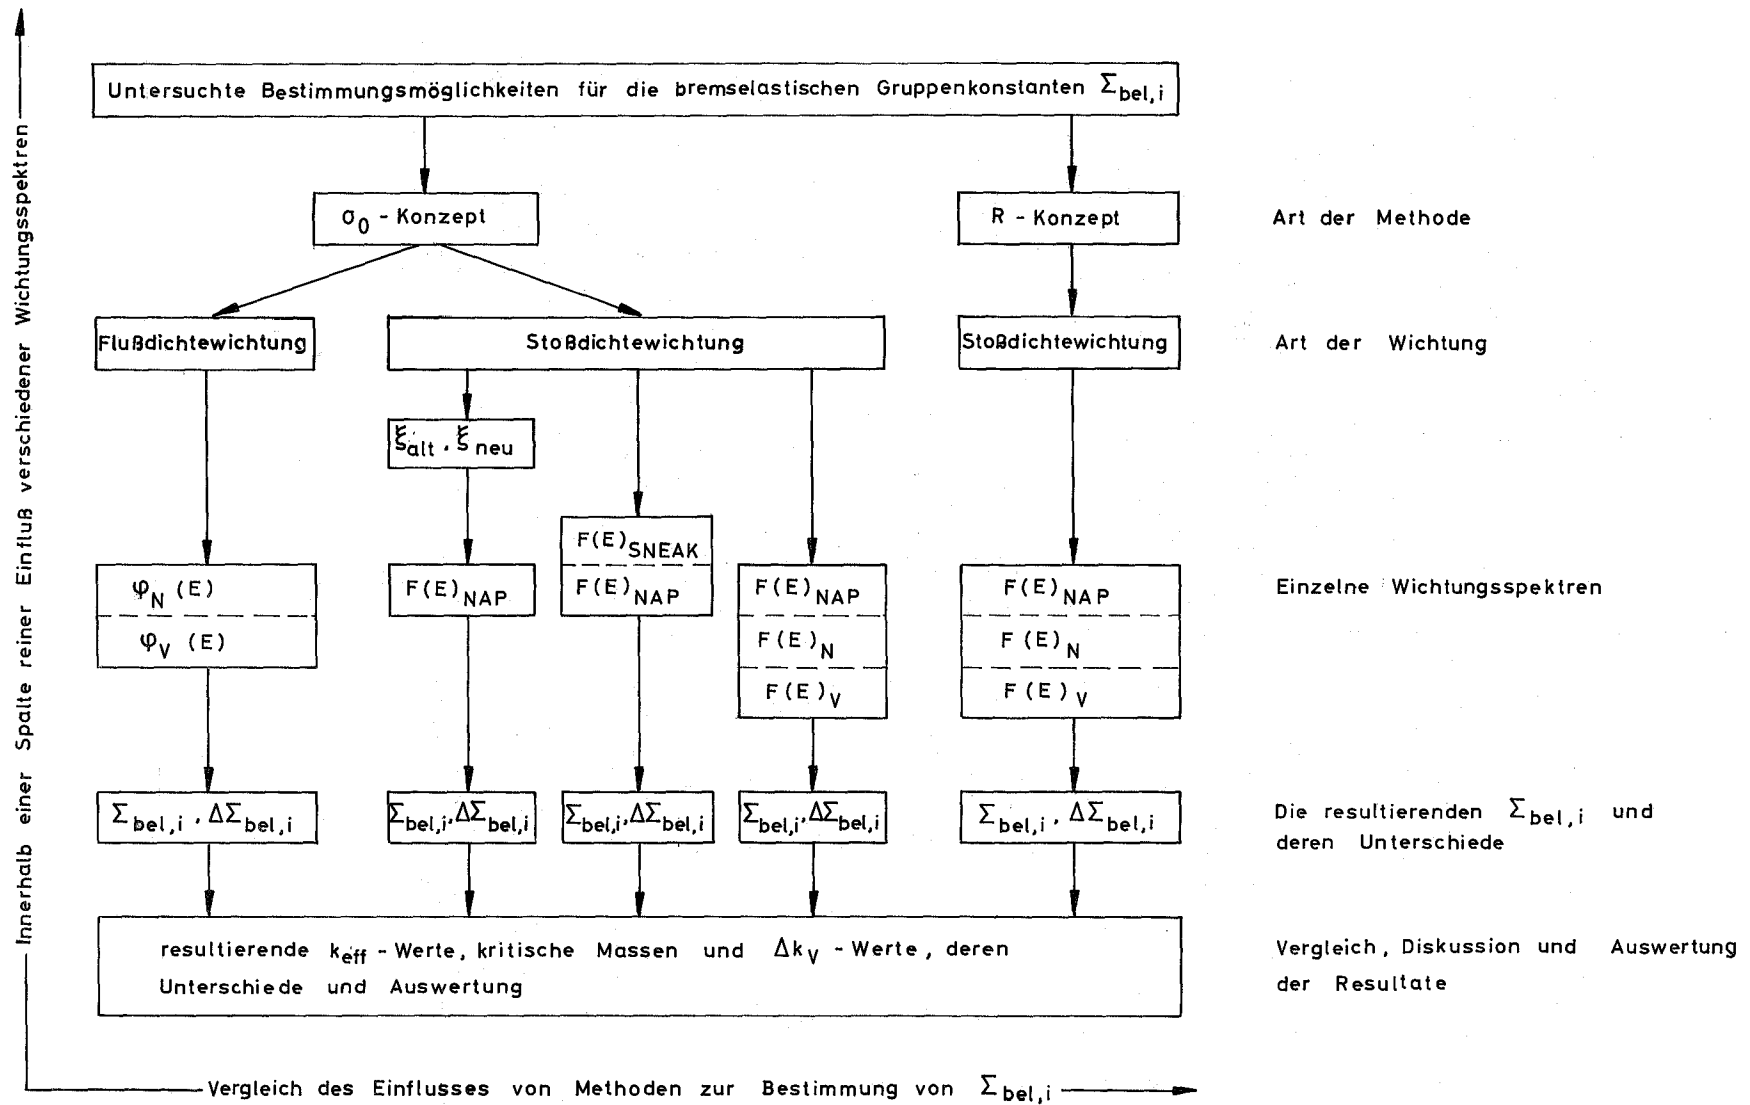 Untersuchte Bestimmungsmöglichkeiten für die bremselastischen Gruppenkonstanten Σbel,i
σ0 - Konzept
R - Konzept
Art der Methode
Flußdichtewichtung
Stoßdichtewichtung
Stoßdichtewichtung
Art der Wichtung
ξalt, ξneu
F(E)SNEAK
φN (E)
F(E)NAP
F(E)NAP
F(E)NAP
F(E)NAP
Einzelne Wichtungsspektren
φV (E)
F(E)N
F(E)N
F(E)V
F(E)V
Σbel,i, ΔΣbel,i
Σbel,i, ΔΣbel,i
Σbel,i, ΔΣbel,i
Σbel,i, ΔΣbel,i
Σbel,i, ΔΣbel,i
Die resultierenden Σbel,i und
deren Unterschiede
resultierende keff - Werte, kritische Massen und ΔkV - Werte, deren
Unterschiede und Auswertung
Vergleich, Diskussion und Auswertung
der Resultate
Innerhalb einer Spalte reiner Einfluß verschiedener Wichtungsspektren
Vergleich des Einflusses von Methoden zur Bestimmung von Σbel,i